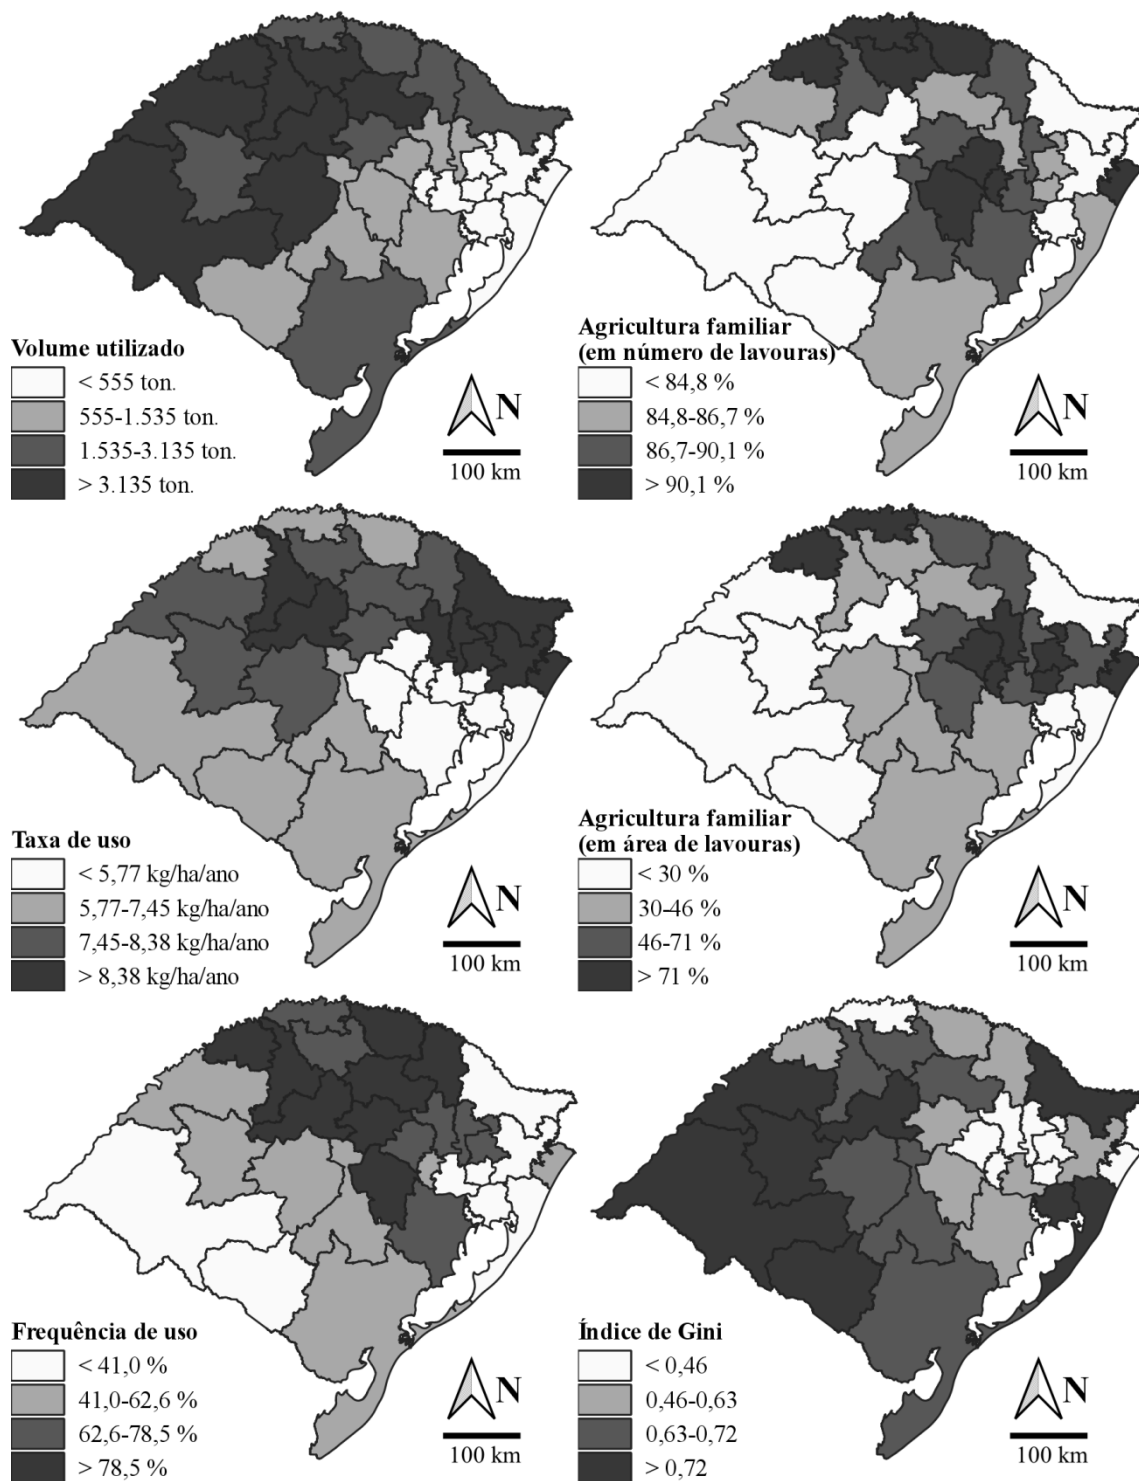 Volume utilizado
< 555 ton.
555-1.535 ton.
1.535-3.135 ton.
> 3.135 ton.
N
100 km
Agricultura familiar
(em número de lavouras)
< 84,8 %
84,8-86,7 %
86,7-90,1 %
> 90,1 %
N
100 km
Taxa de uso
< 5,77 kg/ha/ano
5,77-7,45 kg/ha/ano
7,45-8,38 kg/ha/ano
> 8,38 kg/ha/ano
N
100 km
Agricultura familiar
(em área de lavouras)
< 30 %
30-46 %
46-71 %
> 71 %
N
100 km
Frequência de uso
< 41,0 %
41,0-62,6 %
62,6-78,5 %
> 78,5 %
N
100 km
Índice de Gini
< 0,46
0,46-0,63
0,63-0,72
> 0,72
N
100 km